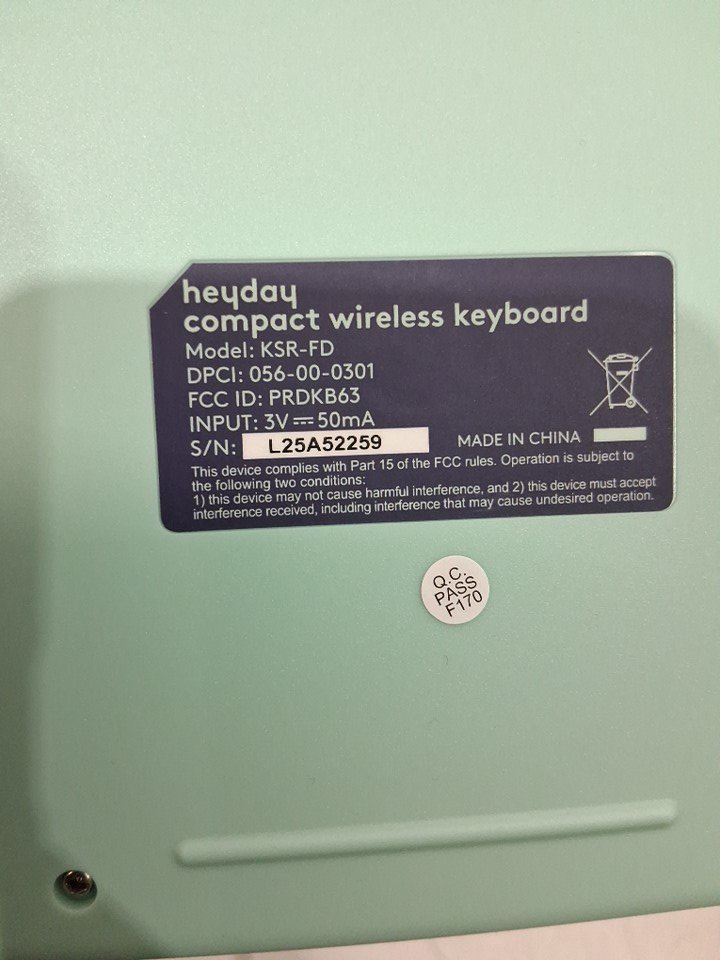 heyday
compact wireless keyboard
Model: KSR-FD
DPCI: 056-00-0301
FCC ID: PRDKB63
INPUT: 3V⎓50mA
S/N: L25A52259 MADE IN CHINA
This device complies with Part 15 of the FCC rules. Operation is subject to
the following two conditions:
1) this device may not cause harmful interference, and 2) this device must accept
interference received, including interference that may cause undesired operation.
Q.C.
PASS
F170